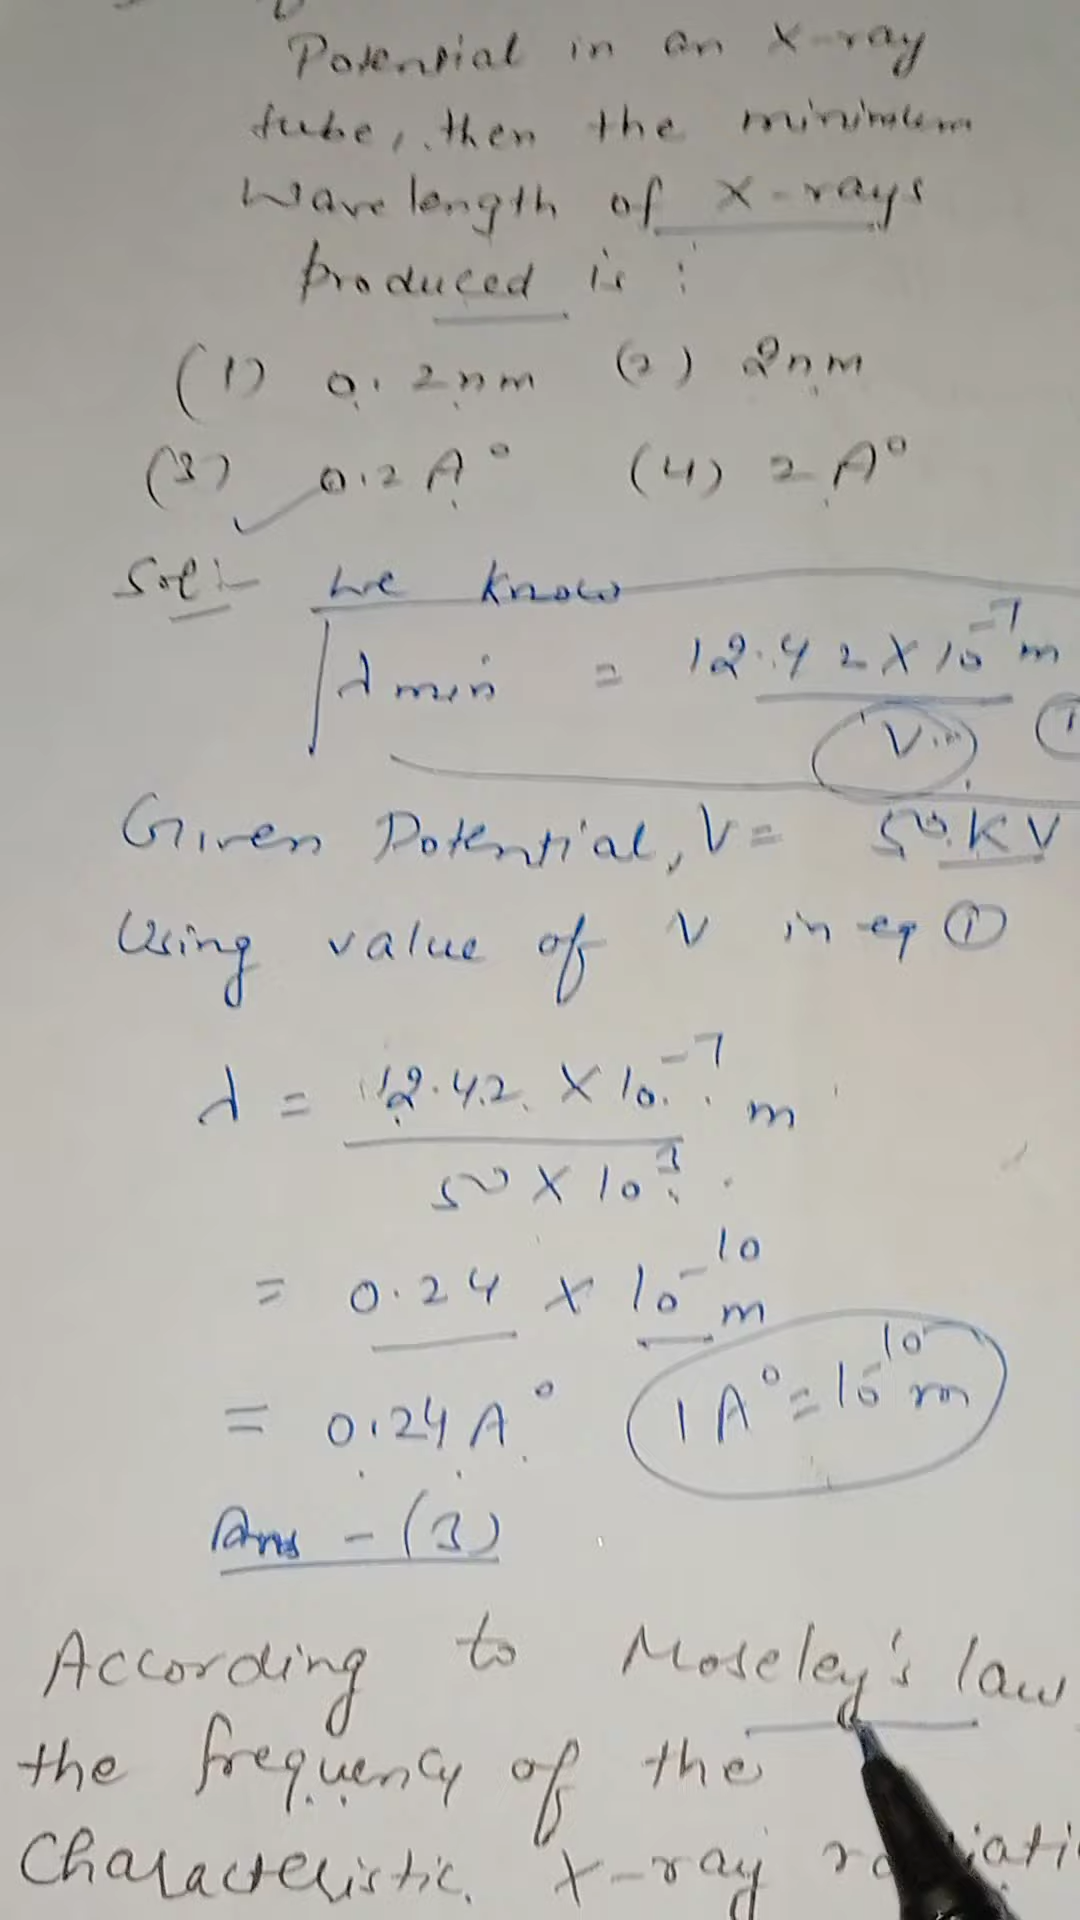 Potential in an X-ray
tube, then the minimum
wavelength of X-rays
produced is :
(1) 0.2nm (2) 2nm
(3) 0.2 A° (4) 2 A°
Sol:- We know
λ min = 12.42 X 10⁻⁷ m
V
1
Given Potential, V = 50 KV
Using value of V in eq ①
λ = 12.42 X 10⁻⁷ m
50 X 10³
= 0.24 X 10⁻¹⁰ m
= 0.24 A° 1 A° = 10⁻¹⁰ m
Ans - (3)
According to Moseley's law
the frequency of the
Characteristic X-ray